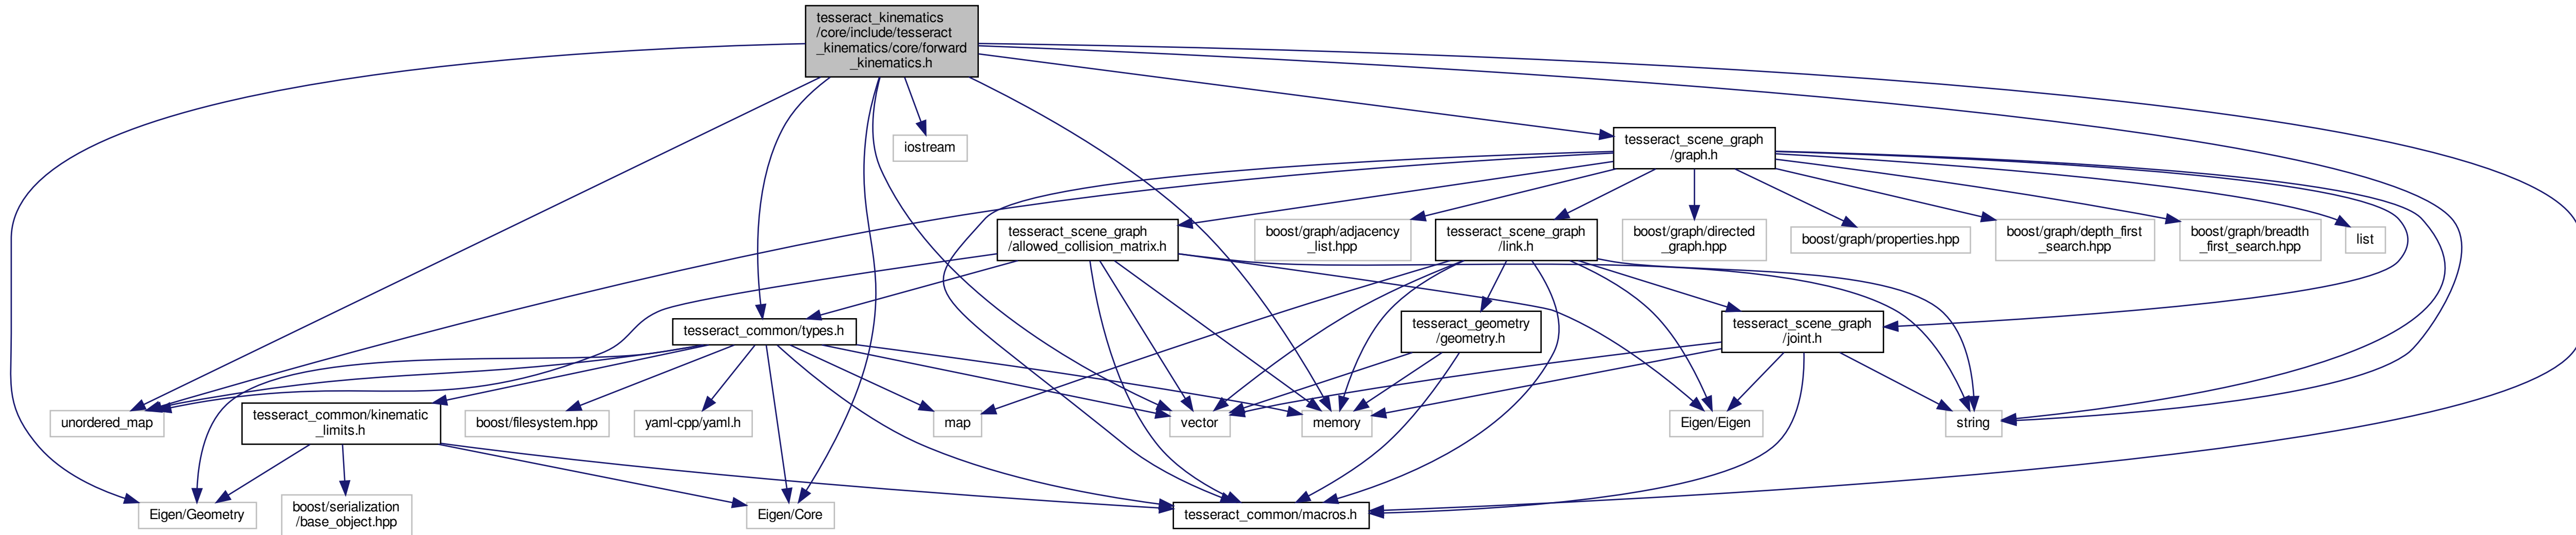 tesseract_kinematics
/core/include/tesseract
_kinematics/core/forward
_kinematics.h
iostream
tesseract_scene_graph
/graph.h
tesseract_scene_graph
/allowed_collision_matrix.h
boost/graph/adjacency
_list.hpp
tesseract_scene_graph
/link.h
boost/graph/directed
_graph.hpp
boost/graph/properties.hpp
boost/graph/depth_first
_search.hpp
boost/graph/breadth
_first_search.hpp
list
tesseract_common/types.h
tesseract_geometry
/geometry.h
tesseract_scene_graph
/joint.h
unordered_map
tesseract_common/kinematic
_limits.h
boost/filesystem.hpp
yaml-cpp/yaml.h
map
vector
memory
Eigen/Eigen
string
Eigen/Geometry
boost/serialization
/base_object.hpp
Eigen/Core
tesseract_common/macros.h